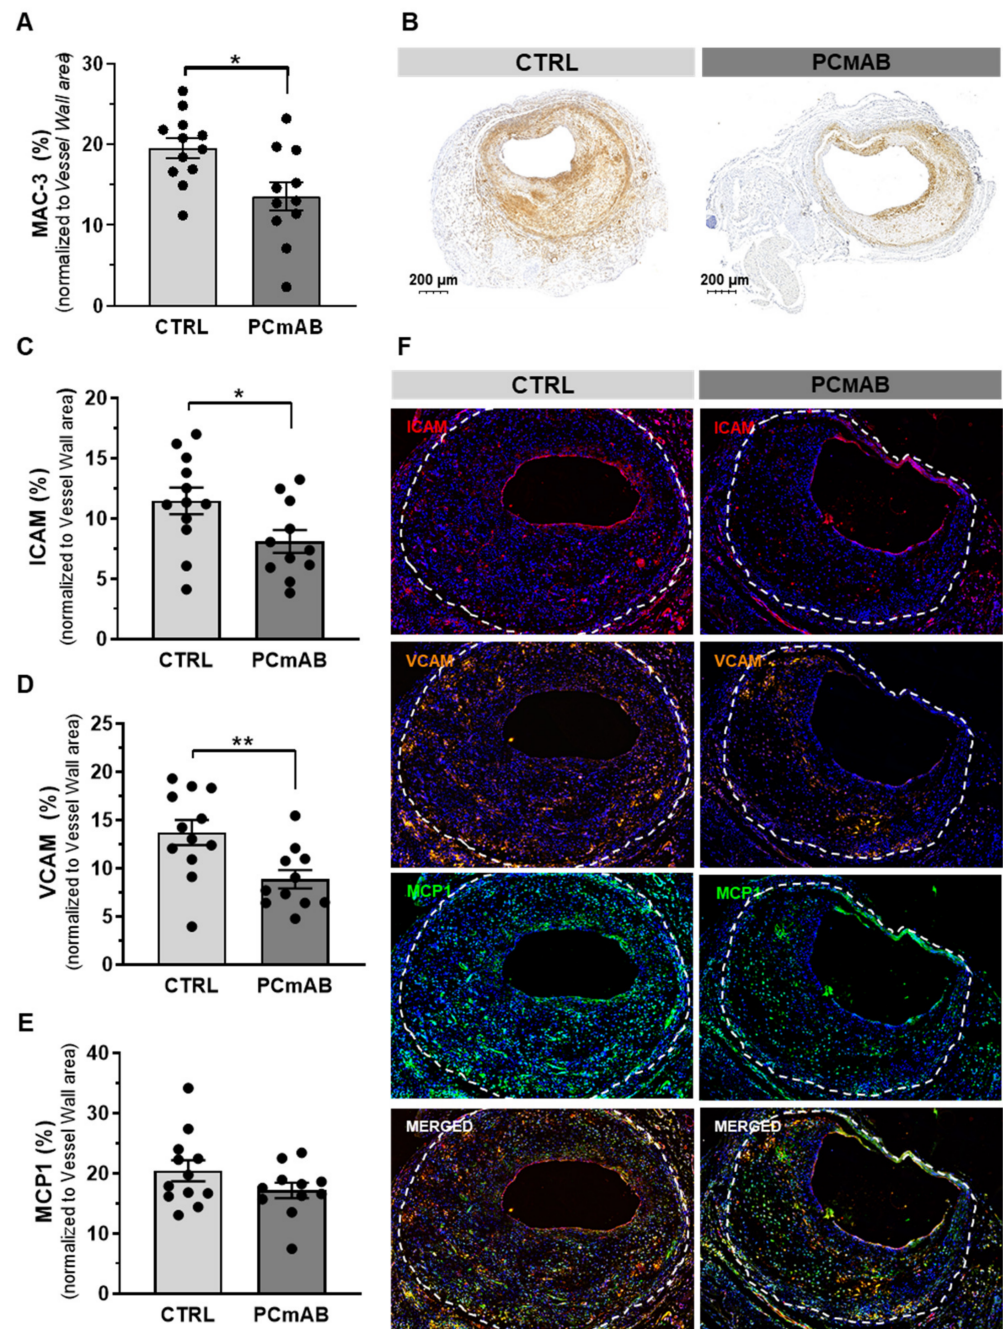 A
MAC-3 (%)
(normalized to Vessel Wall area)
30
20
10
0
*
CTRL
PCmAB
B
CTRL
PCMAB
200 µm
200 µm
C
ICAM (%)
(normalized to Vessel Wall area)
20
15
10
5
0
*
CTRL
PCmAB
D
VCAM (%)
(normalized to Vessel Wall area)
25
20
15
10
5
0
**
CTRL
PCmAB
E
MCP1 (%)
(normalized to Vessel Wall area)
40
30
20
10
0
CTRL
PCmAB
F
CTRL
PCMAB
ICAM
ICAM
VCAM
VCAM
MCP1
MCP1
MERGED
MERGED